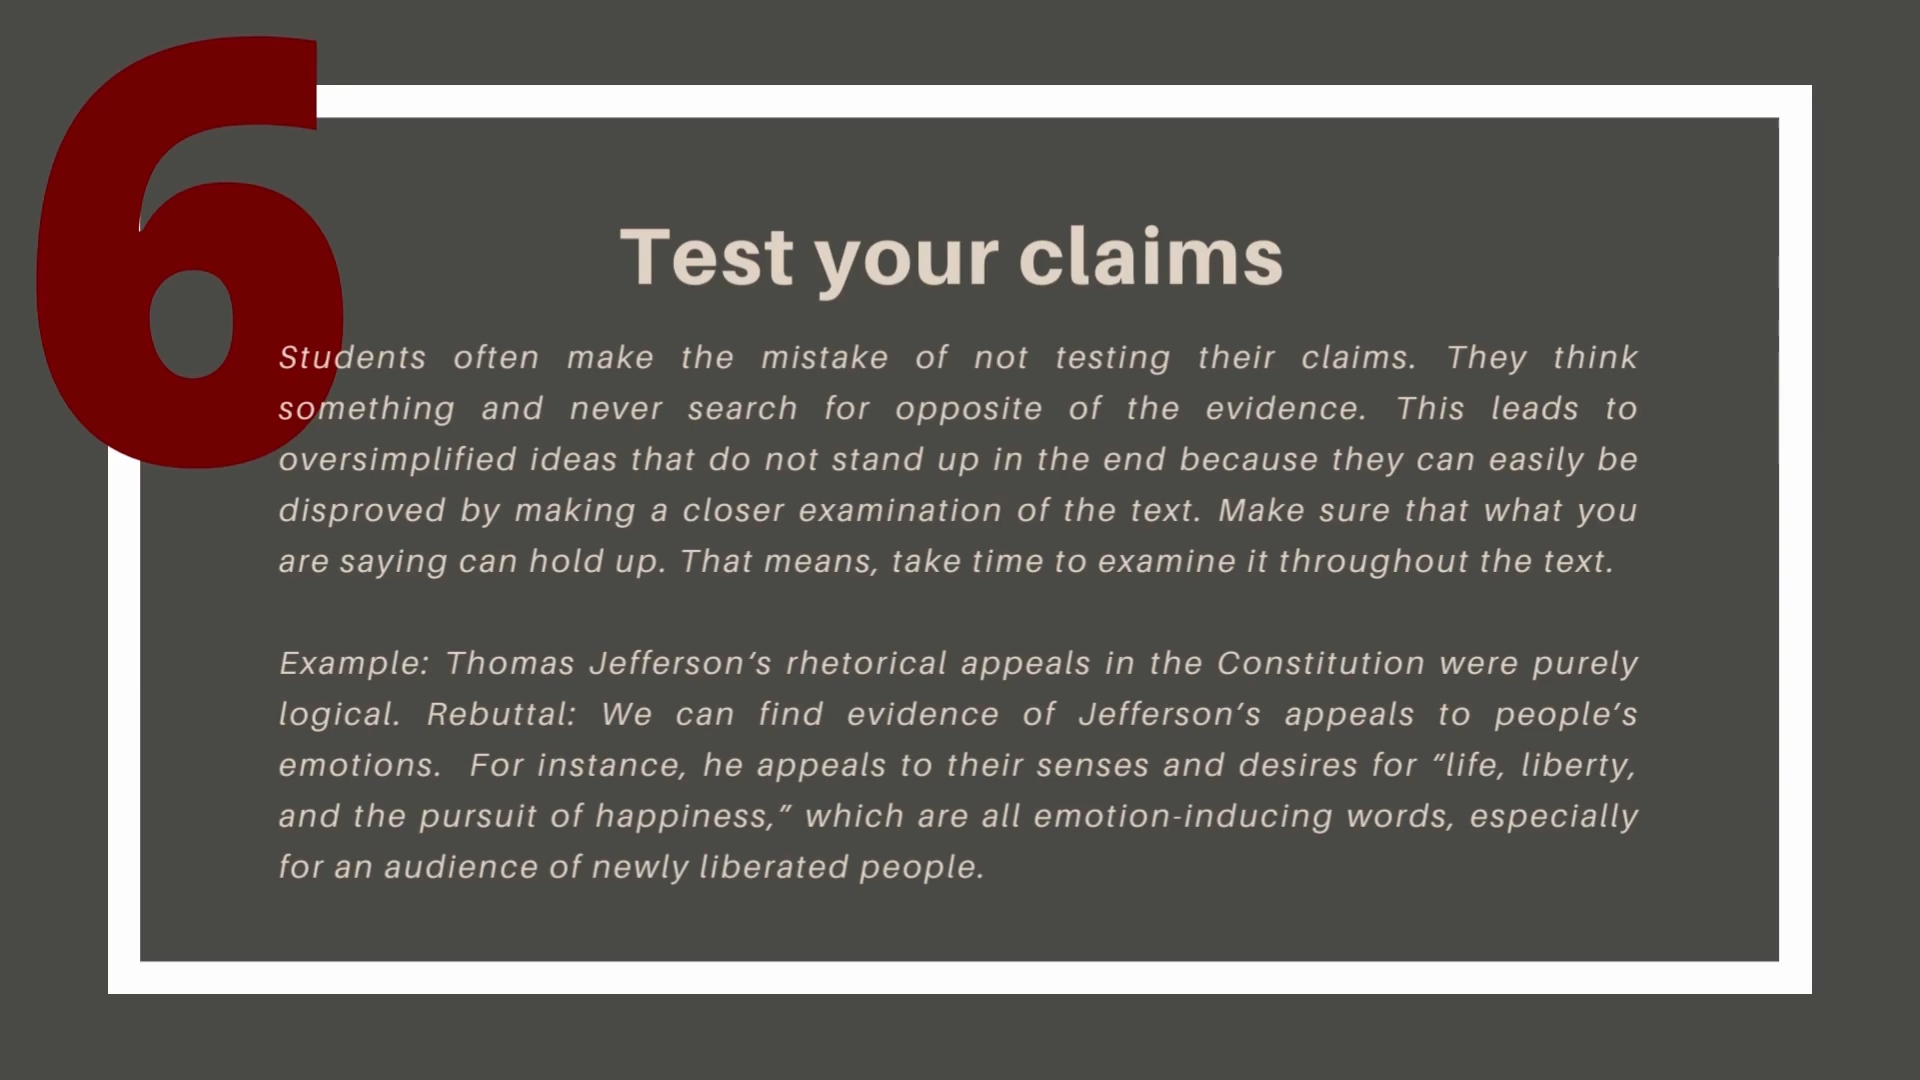 6
Test your claims
Students often make the mistake of not testing their claims. They think
something and never search for opposite of the evidence. This leads to
oversimplified ideas that do not stand up in the end because they can easily be
disproved by making a closer examination of the text. Make sure that what you
are saying can hold up. That means, take time to examine it throughout the text.
Example: Thomas Jefferson’s rhetorical appeals in the Constitution were purely
logical. Rebuttal: We can find evidence of Jefferson’s appeals to people’s
emotions.  For instance, he appeals to their senses and desires for “life, liberty,
and the pursuit of happiness,” which are all emotion-inducing words, especially
for an audience of newly liberated people.